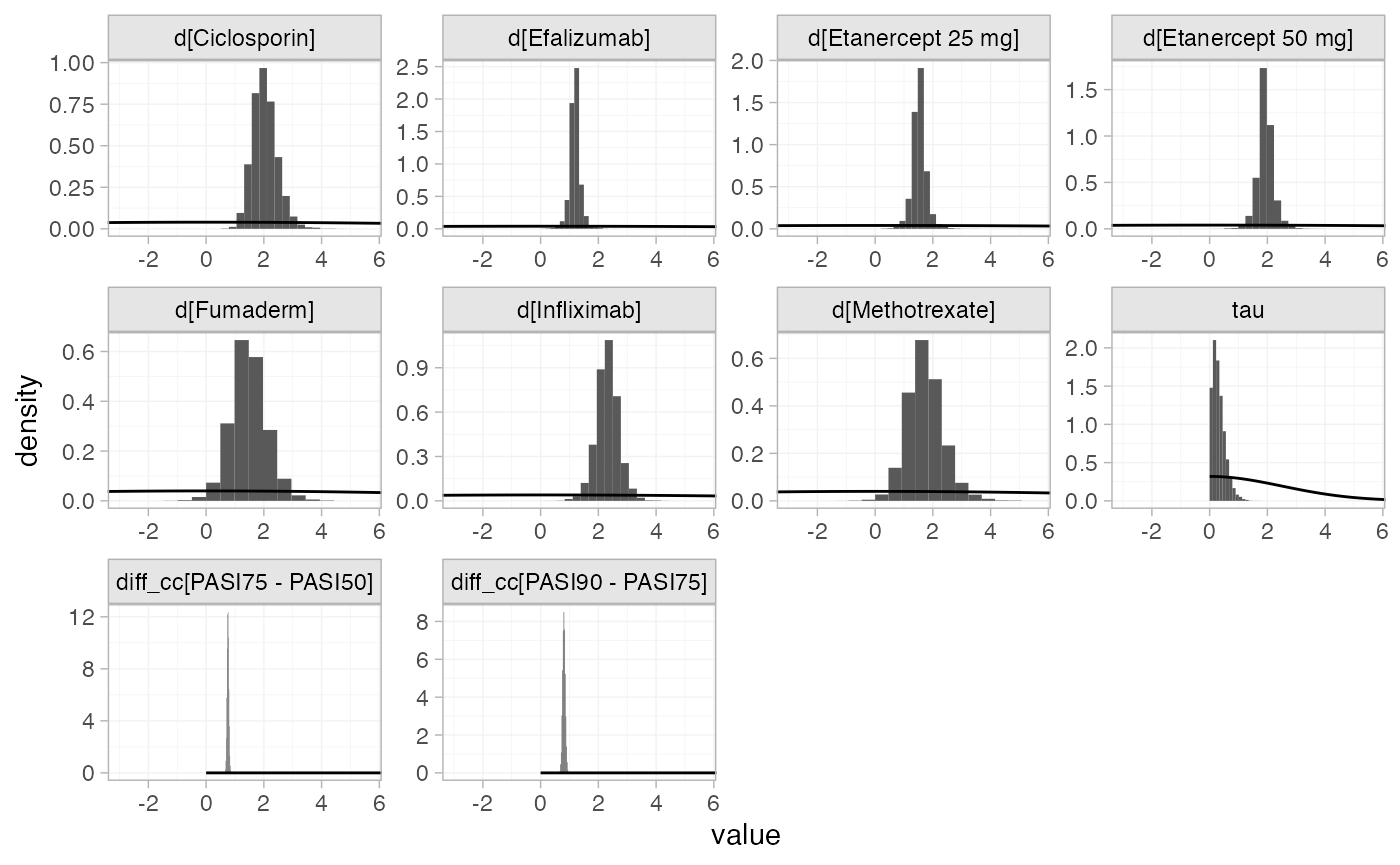 d[Ciclosporin] d[Efalizumab] d[Etanercept 25 mg] d[Etanercept 50 mg]
1.00 2.5 2.0 1.5
0.75 2.0 1.5 1.0
0.50 1.5 1.0 0.5
0.25 1.0 0.5 0.0
0.00 0.5 0.0
0.0
-2 0 2 4 6 -2 0 2 4 6 -2 0 2 4 6 -2 0 2 4 6
d[Fumaderm] d[Infliximab] d[Methotrexate] tau
0.6 0.9 0.6 2.0
0.4 0.6 0.4 1.5
0.2 0.3 0.2 1.0
0.0 0.0 0.0 0.5
0.0
-2 0 2 4 6 -2 0 2 4 6 -2 0 2 4 6 -2 0 2 4 6
density
diff_cc[PASI75 - PASI50] diff_cc[PASI90 - PASI75]
12 8
8 6
4 4
0 2
0
-2 0 2 4 6 -2 0 2 4 6
value